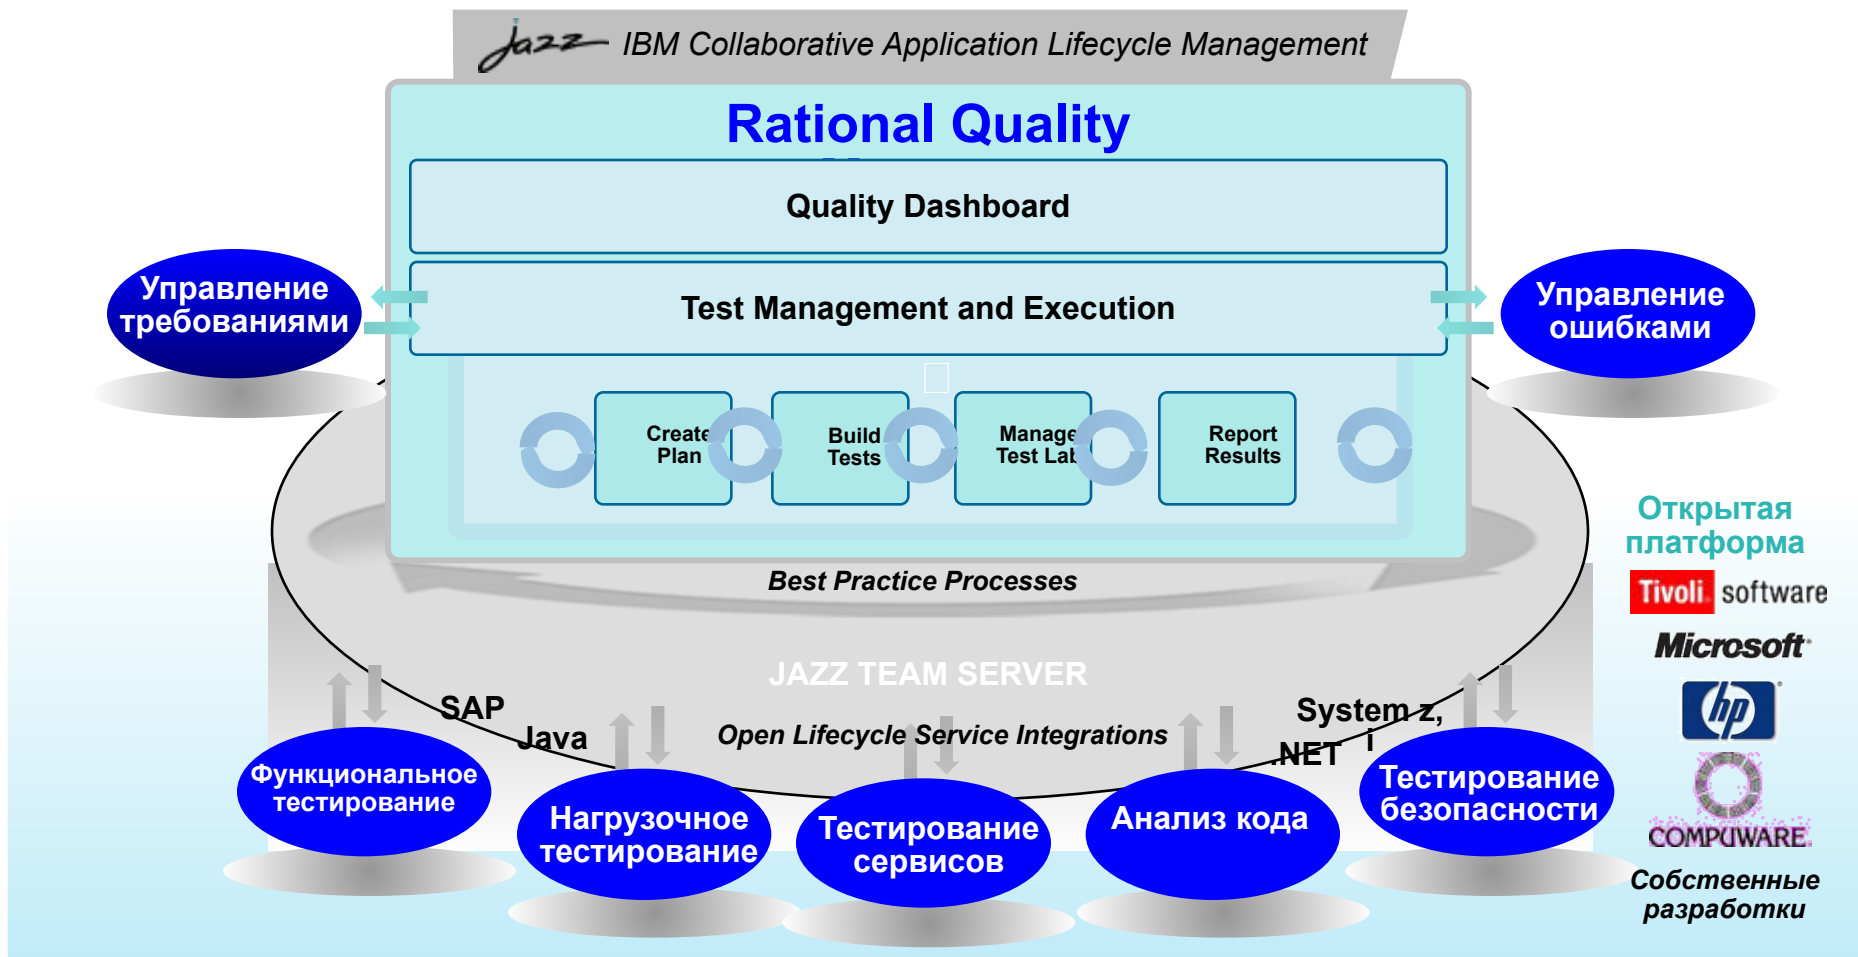 jazz IBM Collaborative Application Lifecycle Management
Rational Quality
Quality Dashboard
Управление
требованиями
Test Management and Execution
Управление
ошибками
Create
Plan
Build
Tests
Manage
Test Lab
Report
Results
Best Practice Processes
JAZZ TEAM SERVER
Open Lifecycle Service Integrations
SAP
Java
System z,
i
.NET
Функциональное
тестирование
Нагрузочное
тестирование
Тестирование
сервисов
Анализ кода
Тестирование
безопасности
Открытая
платформа
Tivoli. software
Microsoft
hp
COMPUWARE.
Собственные
разработки